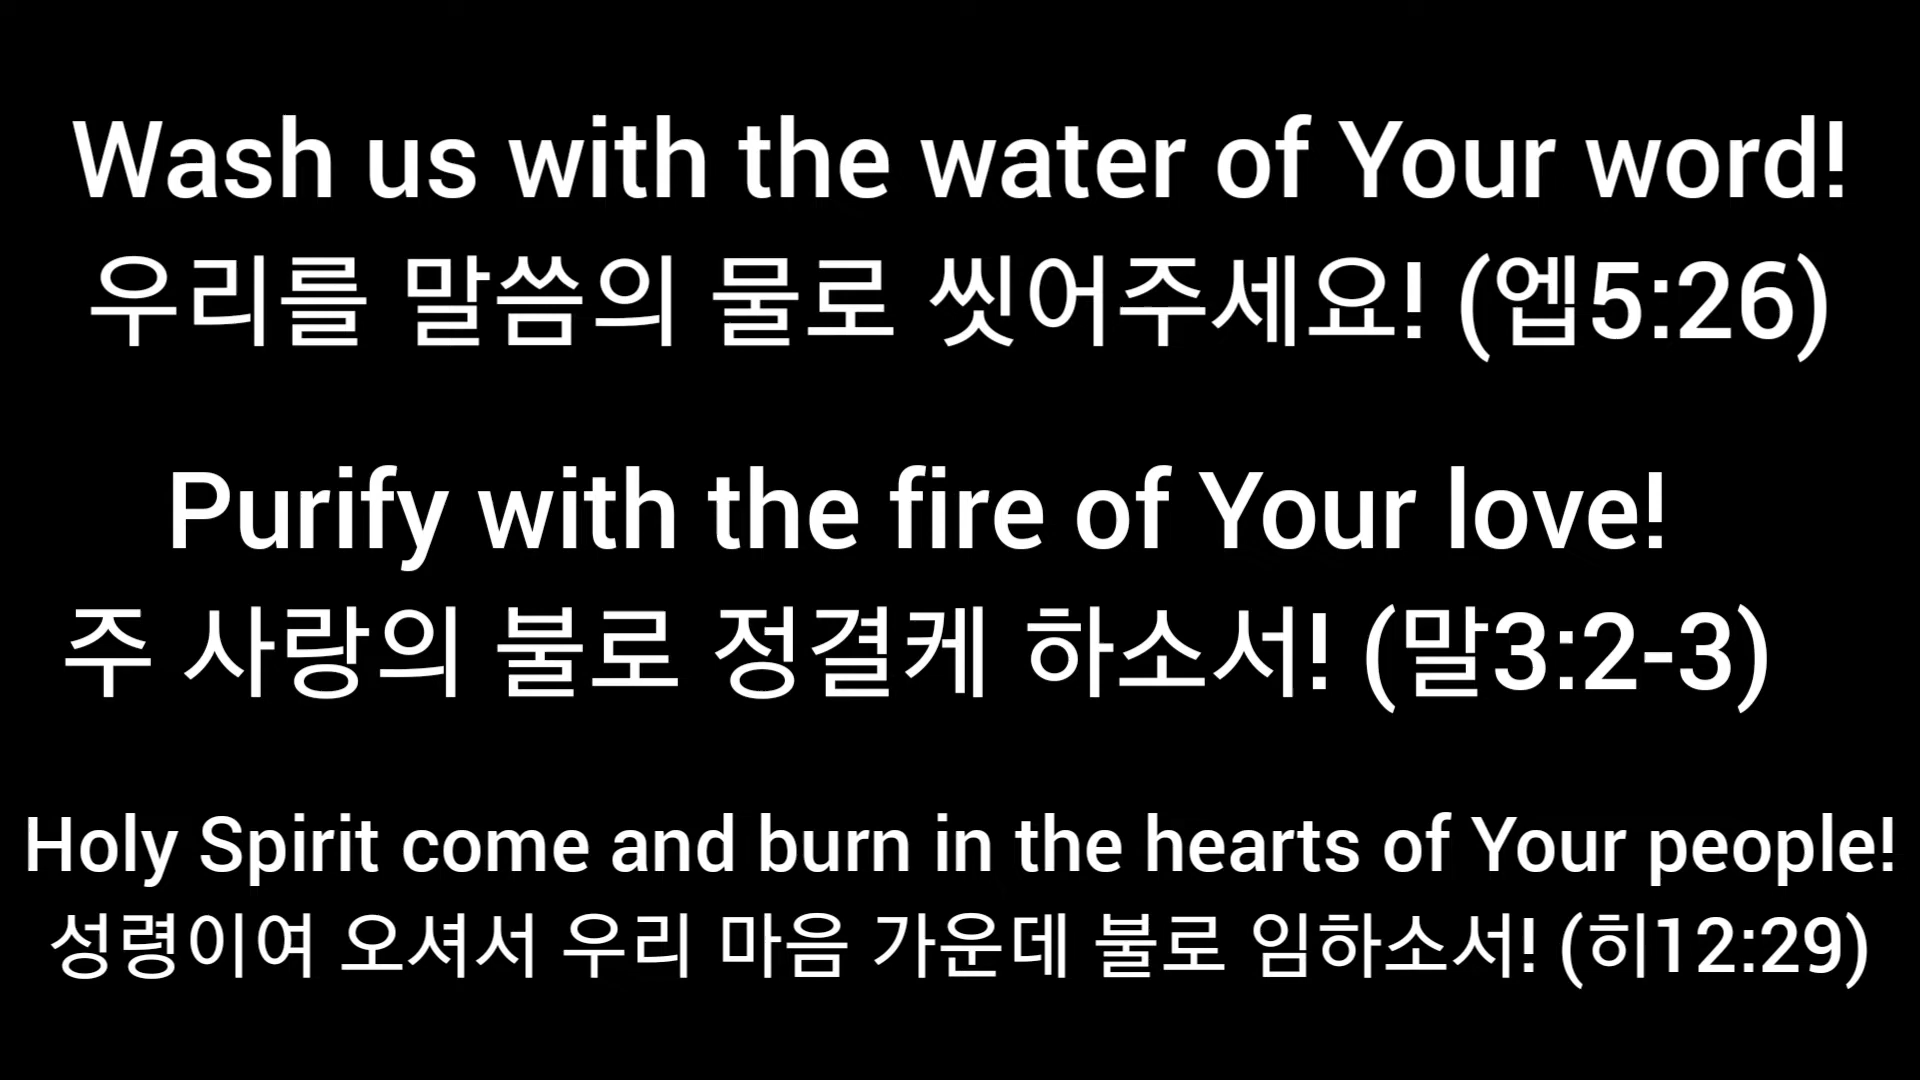 Wash us with the water of Your word!
우리를 말씀의 물로 씻어주세요! (엡5:26)
Purify with the fire of Your love!
주 사랑의 불로 정결케 하소서! (말3:2-3)
Holy Spirit come and burn in the hearts of Your people!
성령이여 오셔서 우리 마음 가운데 불로 임하소서! (히12:29)